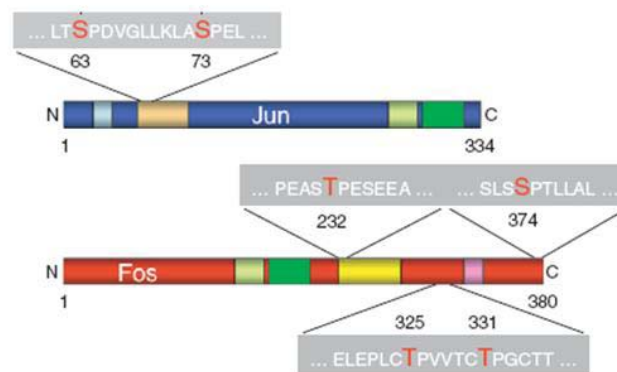 ... LTSPDVGLLKLASPEL ...
63 73
N Jun C
1 334
... PEASTPESEEA ... ... SLSSPTLLAL ...
232 374
N Fos C
1 380
325 331
... ELEPLCTPVVTCTPGCTT ...